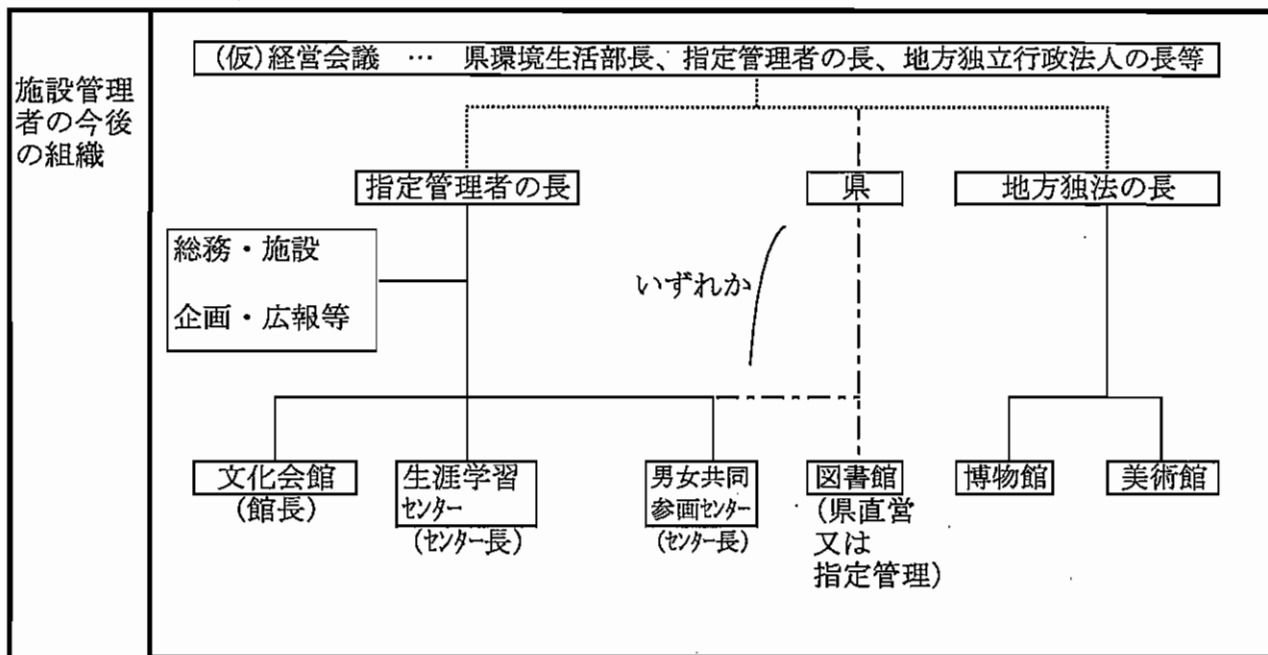 施設管理
者の今後
の組織
(仮)経営会議 … 県環境生活部長、指定管理者の長、地方独立行政法人の長等
指定管理者の長
県
地方独法の長
総務・施設
企画・広報等
いずれか
文化会館
(館長)
生涯学習
センター
(センター長)
男女共同
参画センター
(センター長)
図書館
(県直営
又は
指定管理)
博物館
美術館